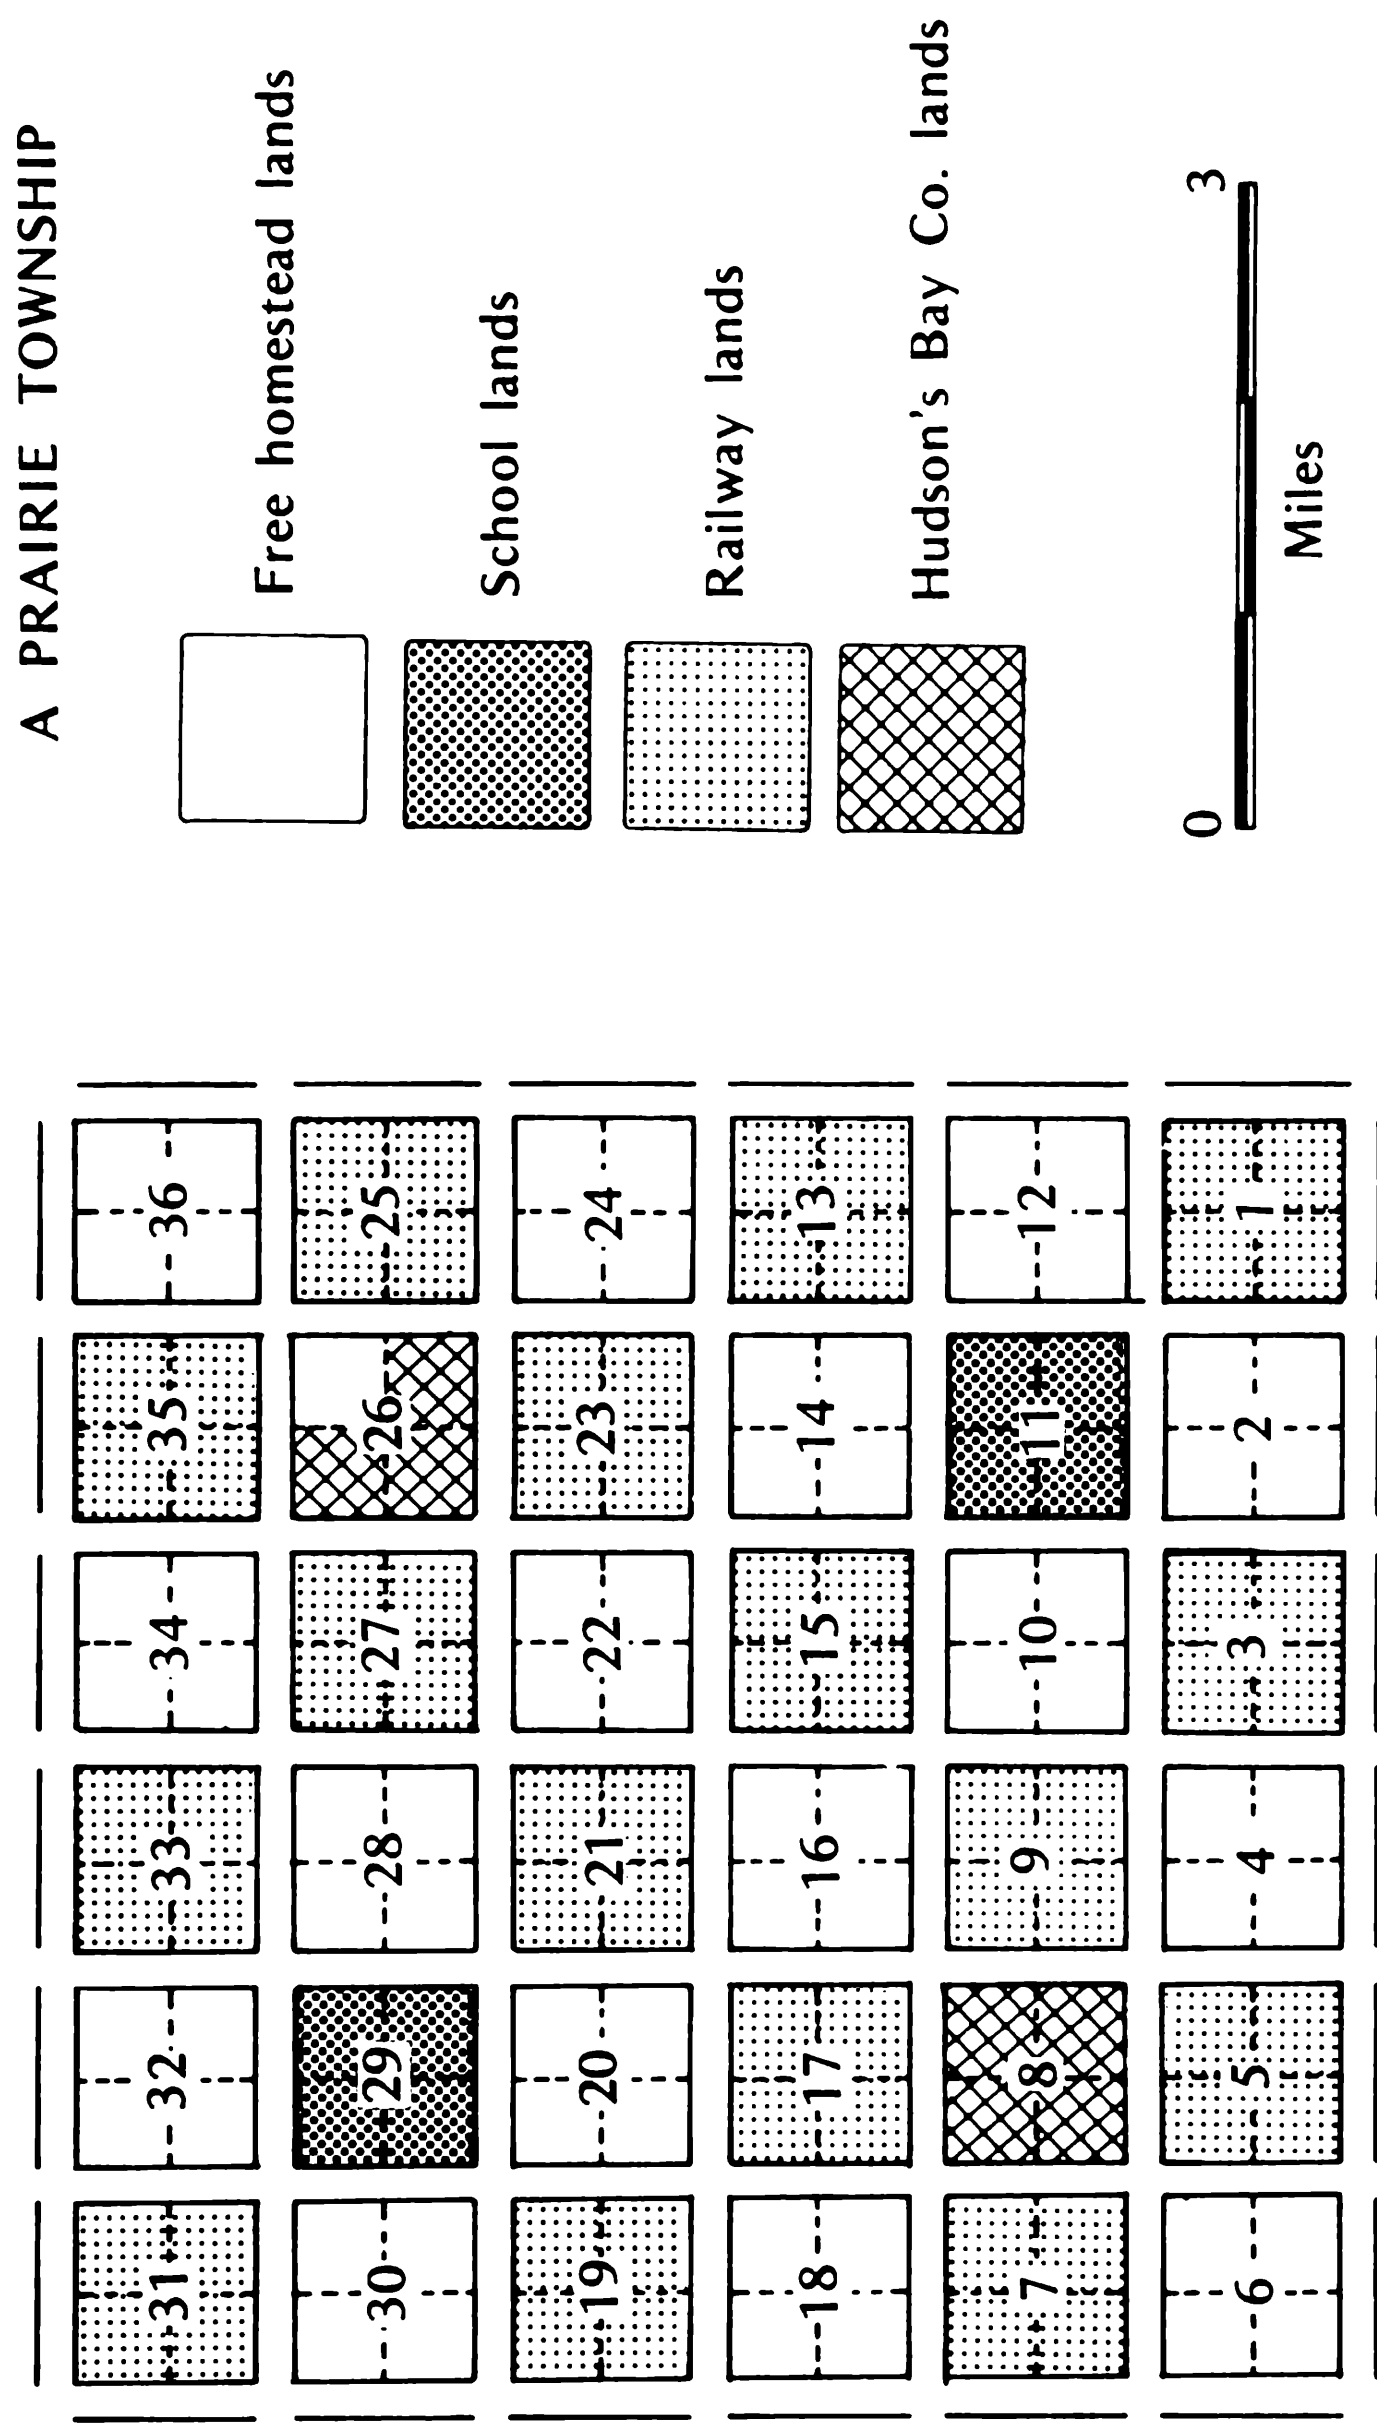 A PRAIRIE TOWNSHIP
31 32 33 34 35 36
30 29 28 27 26 25
19 20 21 22 23 24
18 17 16 15 14 13
7 8 9 10 11 12
6 5 4 3 2 1
Free homestead lands
School lands
Railway lands
Hudson's Bay Co. lands
0 3
Miles